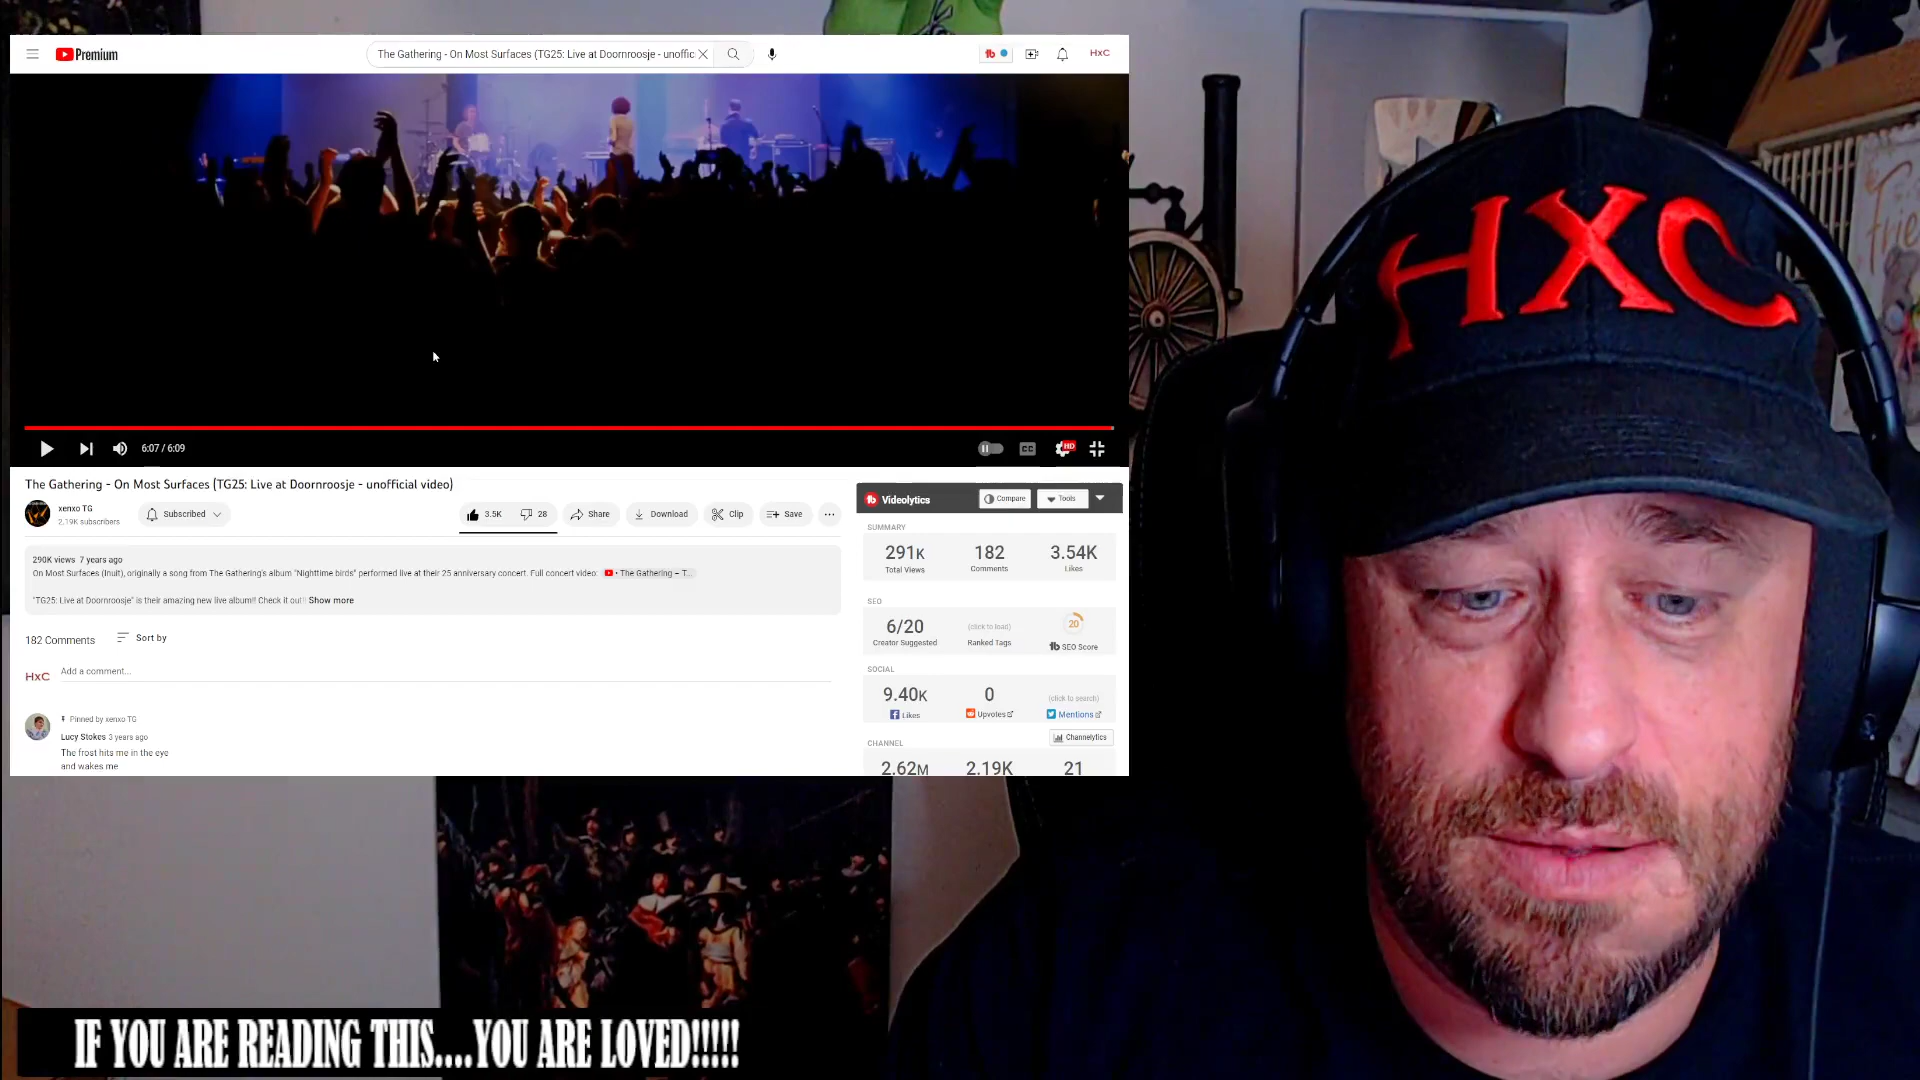 Premium
The Gathering - On Most Surfaces (TG25: Live at Doornroosje - unoffic
HxC
6:07 / 6:09
CC
HD
The Gathering - On Most Surfaces (TG25: Live at Doornroosje - unofficial video)
xenxo TG
2.19K subscribers
Subscribed
3.5K
28
Share
Download
Clip
Save
290K views 7 years ago
On Most Surfaces (Inuit), originally a song from The Gathering's album "Nighttime birds" performed live at their 25 anniversary concert. Full concert video: • The Gathering – T...
"TG25: Live at Doornroosje" is their amazing new live album!! Check it out!! Show more
182 Comments
Sort by
HxC
Add a comment...
Pinned by xenxo TG
Lucy Stokes 3 years ago
The frost hits me in the eye
and wakes me
Videolytics
Compare
Tools
SUMMARY
291K
182
3.54K
Total Views
Comments
Likes
SEO
6/20
(click to load)
20
Creator Suggested
Ranked Tags
SEO Score
SOCIAL
9.40K
0
(click to search)
Likes
Upvotes
Mentions
Channelytics
CHANNEL
2.62M
2.19K
21
HXC
Frie
IF YOU ARE READING THIS....YOU ARE LOVED!!!!!